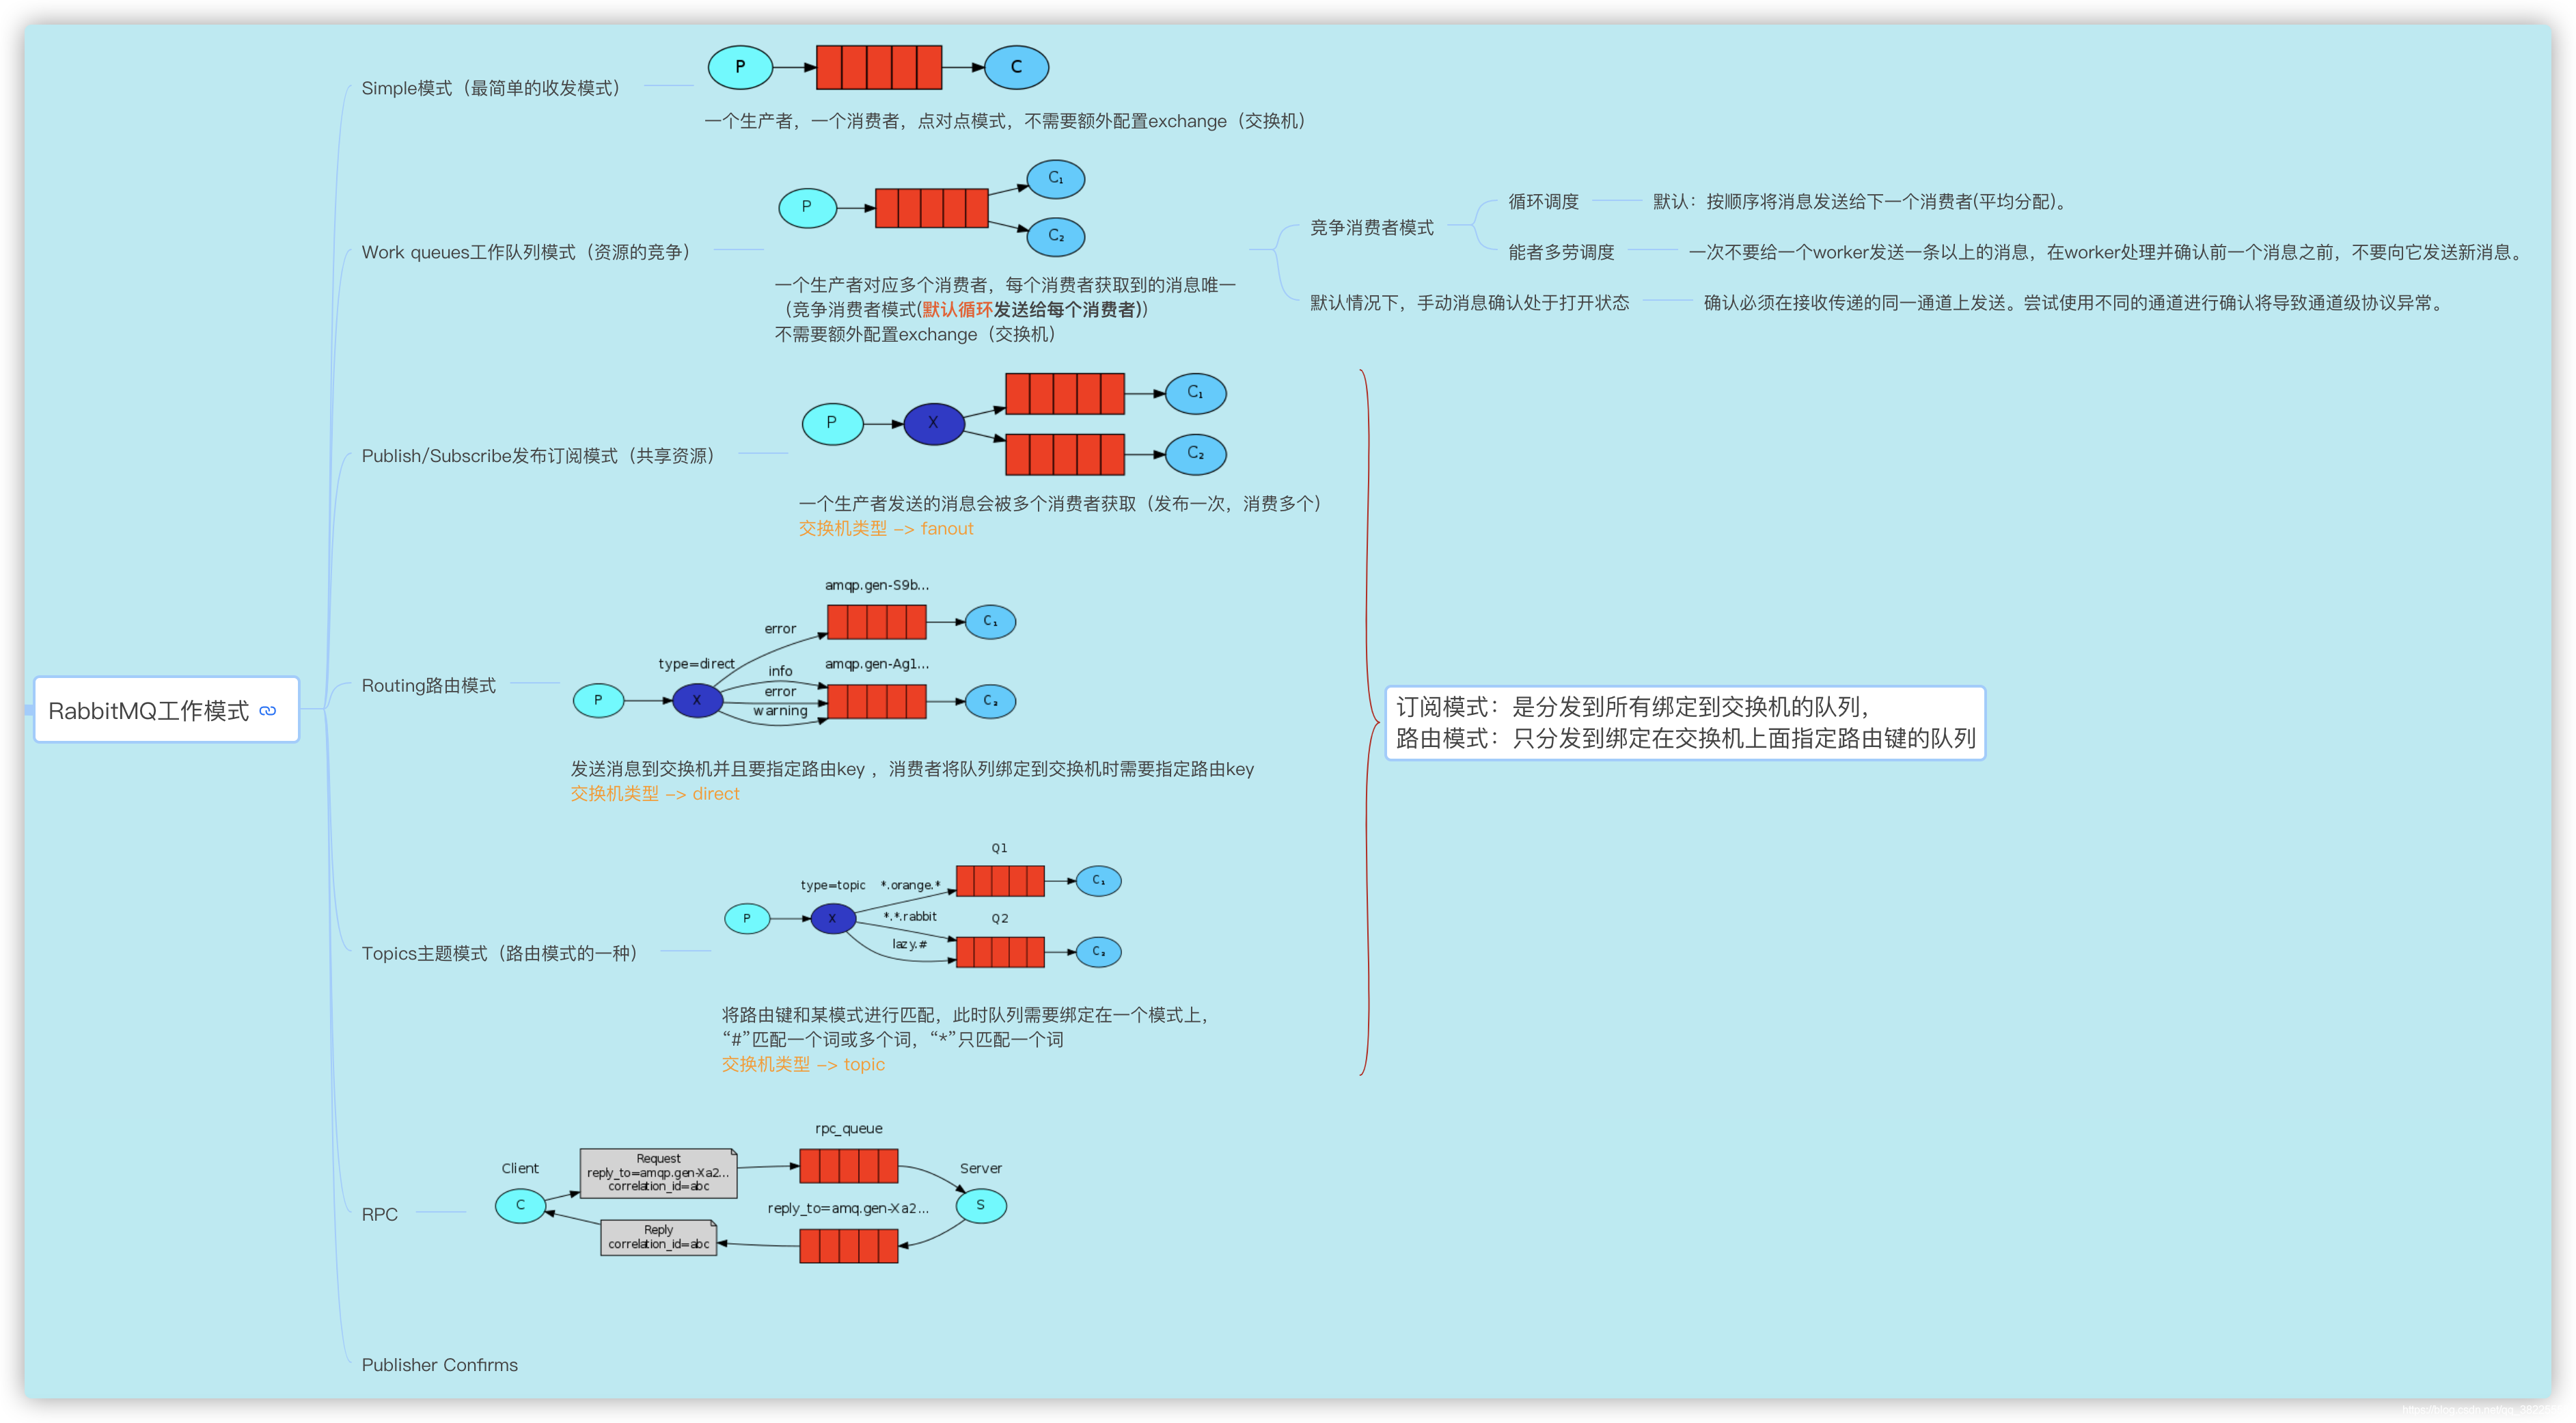 RabbitMQ工作模式
Simple模式（最简单的收发模式）
P
C
一个生产者，一个消费者，点对点模式，不需要额外配置exchange（交换机）
Work queues工作队列模式（资源的竞争）
P
C₁
C₂
一个生产者对应多个消费者，每个消费者获取到的消息唯一
（竞争消费者模式(默认循环发送给每个消费者)）
不需要额外配置exchange（交换机）
竞争消费者模式
循环调度
默认：按顺序将消息发送给下一个消费者(平均分配)。
能者多劳调度
一次不要给一个worker发送一条以上的消息，在worker处理并确认前一个消息之前，不要向它发送新消息。
默认情况下，手动消息确认处于打开状态
确认必须在接收传递的同一通道上发送。尝试使用不同的通道进行确认将导致通道级协议异常。
Publish/Subscribe发布订阅模式（共享资源）
P
X
C₁
C₂
一个生产者发送的消息会被多个消费者获取（发布一次，消费多个）
交换机类型 –> fanout
Routing路由模式
amqp.gen-S9b...
error
type=direct
amqp.gen-Ag1...
info
error
warning
P
X
C₁
C₂
发送消息到交换机并且要指定路由key ，消费者将队列绑定到交换机时需要指定路由key
交换机类型 –> direct
订阅模式：是分发到所有绑定到交换机的队列，
路由模式：只分发到绑定在交换机上面指定路由键的队列
Topics主题模式（路由模式的一种）
Q1
type=topic
*.orange.*
C₁
P
X
*.*.rabbit
Q2
lazy.#
C₂
将路由键和某模式进行匹配，此时队列需要绑定在一个模式上，
“#”匹配一个词或多个词，“*”只匹配一个词
交换机类型 –> topic
RPC
Client
C
Request
reply_to=amqp.gen-Xa2...
correlation_id=abc
rpc_queue
Server
S
reply_to=amq.gen-Xa2...
Reply
correlation_id=abc
Publisher Confirms